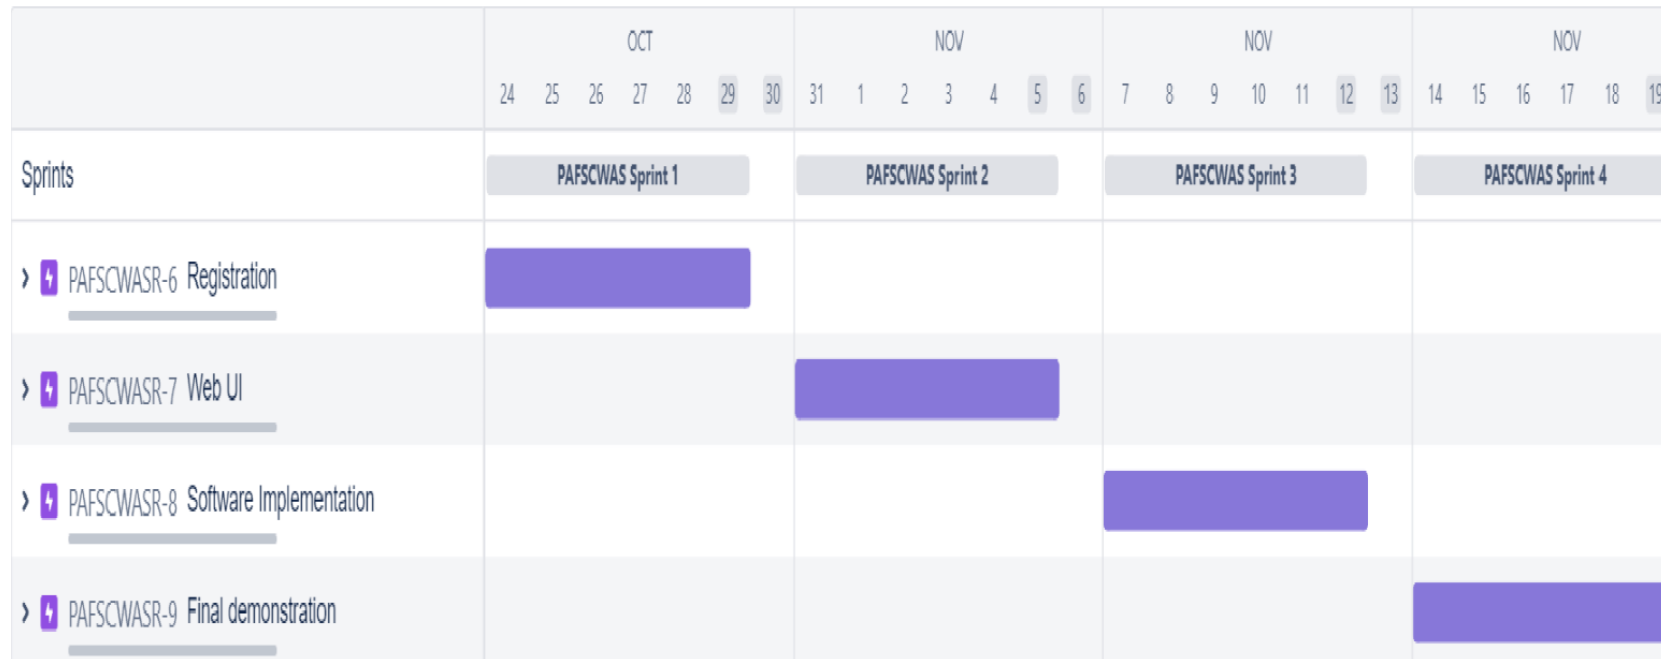 OCT NOV NOV NOV
24 25 26 27 28 29 30 31 1 2 3 4 5 6 7 8 9 10 11 12 13 14 15 16 17 18 19
Sprints PAFSCWAS Sprint 1 PAFSCWAS Sprint 2 PAFSCWAS Sprint 3 PAFSCWAS Sprint 4
PAFSCWASR-6 Registration
PAFSCWASR-7 Web UI
PAFSCWASR-8 Software Implementation
PAFSCWASR-9 Final demonstration